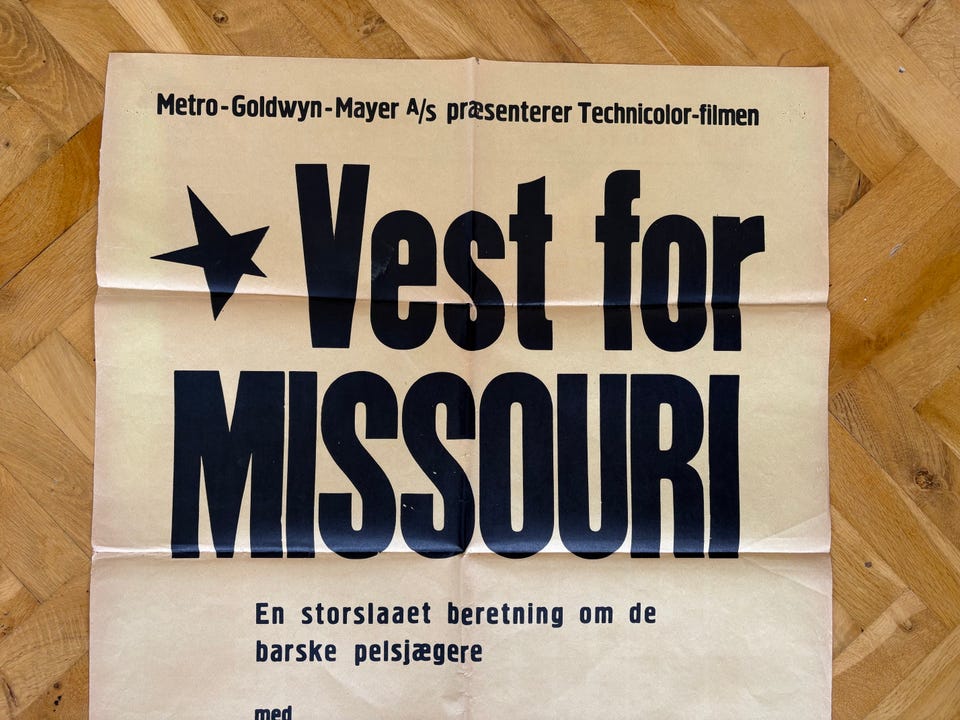 Metro-Goldwyn-Mayer A/s præsenterer Technicolor-filmen
Vest for
MISSOURI
En storslaaet beretning om de
barske pelsjægere
med